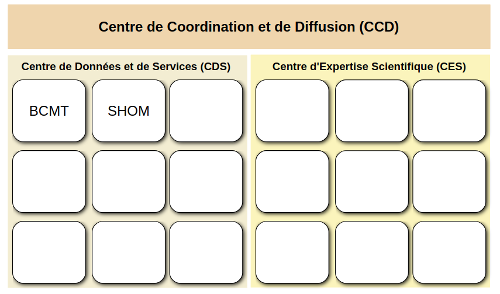 Centre de Coordination et de Diffusion (CCD)
Centre de Données et de Services (CDS)
Centre d'Expertise Scientifique (CES)
BCMT
SHOM